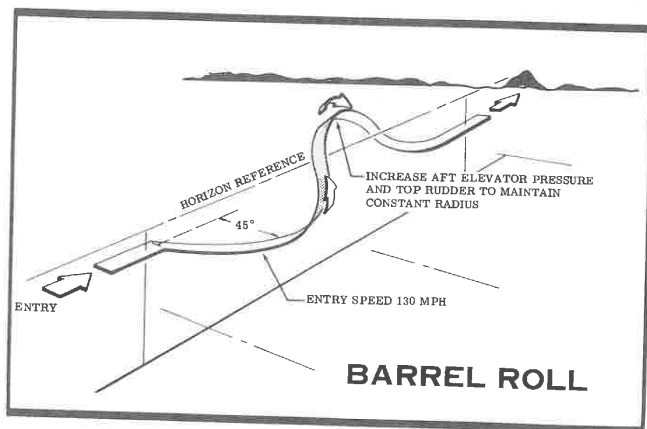 HORIZON REFERENCE
INCREASE AFT ELEVATOR PRESSURE
AND TOP RUDDER TO MAINTAIN
CONSTANT RADIUS
45°
ENTRY
ENTRY SPEED 130 MPH
BARREL ROLL